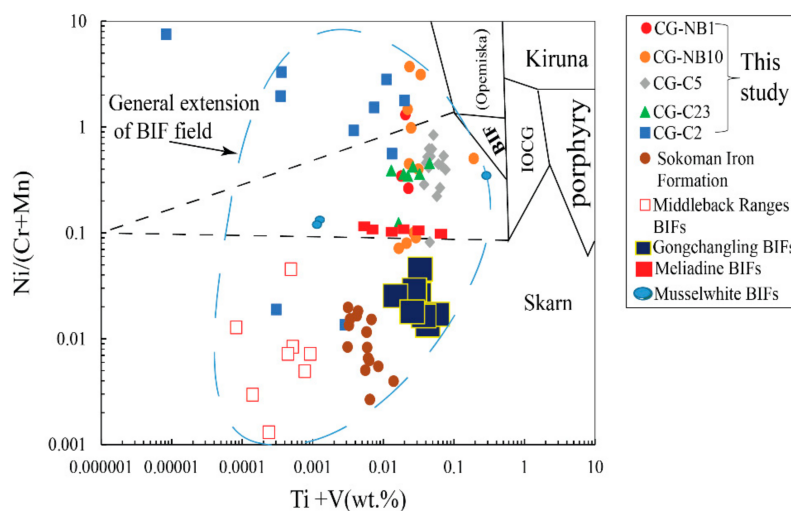 10
1
0.1
0.01
0.001
Ni/(Cr+Mn)
0.000001
0.00001
0.0001
0.001
0.01
0.1
1
10
Ti +V(wt.%)
General extension
of BIF field
(Opemiska)
BIF
IOCG
Kiruna
porphyry
Skarn
CG-NB1
CG-NB10
CG-C5
CG-C23
CG-C2
This
study
Sokoman Iron
Formation
Middleback Ranges
BIFs
Gongchangling BIFs
Meliadine BIFs
Musselwhite BIFs